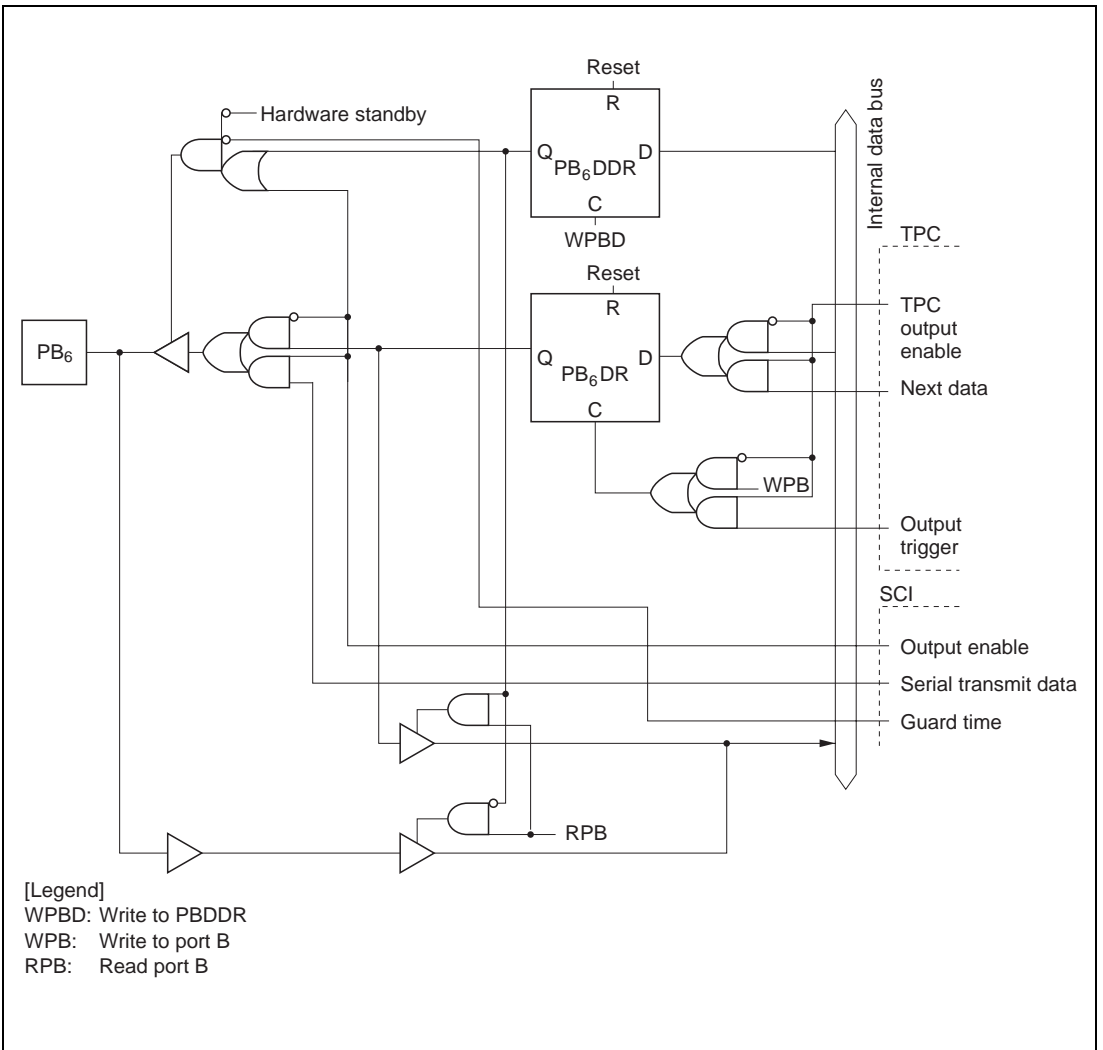 Reset
Hardware standby
R
Q
PB₆DDR
D
C
WPBD
Internal data bus
TPC
Reset
R
Q
PB₆DR
D
C
TPC
output
enable
Next data
PB₆
WPB
Output
trigger
SCI
Output enable
Serial transmit data
Guard time
RPB
[Legend]
WPBD: Write to PBDDR
WPB: Write to port B
RPB: Read port B